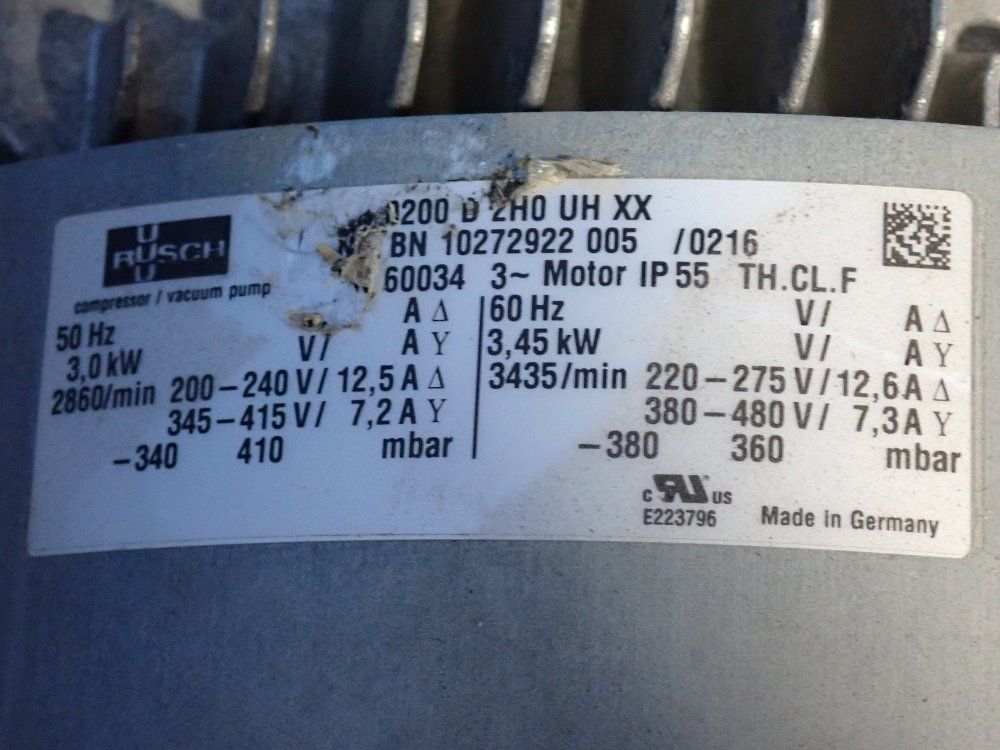 BUSCH
compressor / vacuum pump
0200 D 2H0 UH XX
BN 10272922 005 /0216
60034 3~ Motor IP 55 TH.CL.F
50 Hz A Δ 60 Hz V/ A Δ
3,0 kW V/ A Y 3,45 kW V/ A Y
2860/min 200–240 V/ 12,5 A Δ 3435/min 220–275 V/ 12,6 A Δ
345–415 V/ 7,2 A Y 380–480 V/ 7,3 A Y
–340 410 mbar –380 360 mbar
c RU us
E223796 Made in Germany